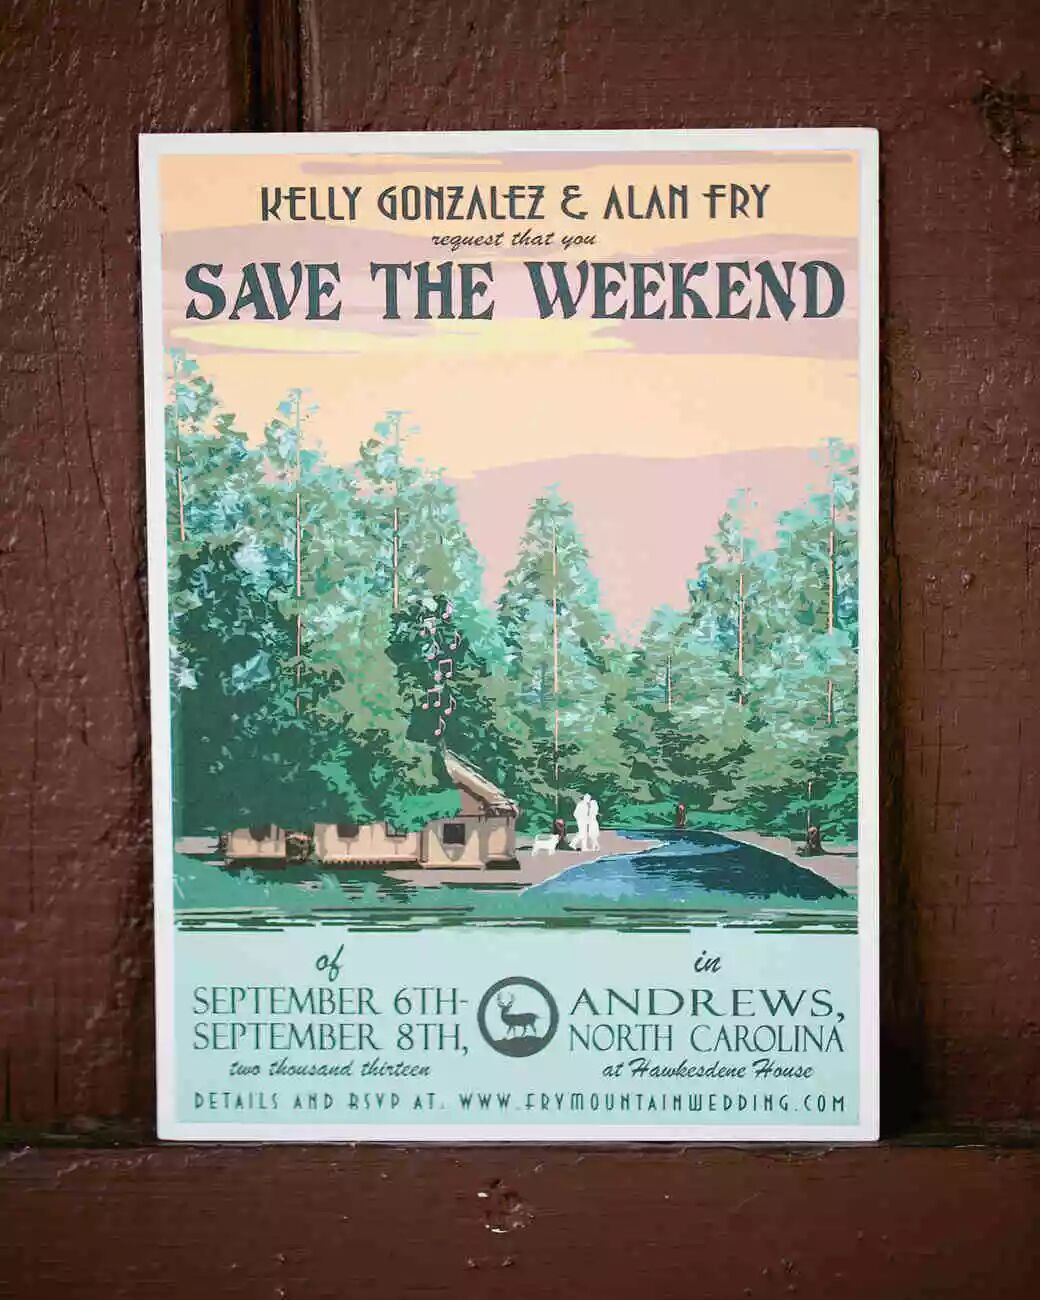 KELLY GONZALEZ & ALAN FRY
request that you
SAVE THE WEEKEND
of
SEPTEMBER 6TH-
SEPTEMBER 8TH,
two thousand thirteen
in
ANDREWS,
NORTH CAROLINA
at Hawkesdene House
DETAILS AND RSVP AT: WWW.FRYMOUNTAINWEDDING.COM